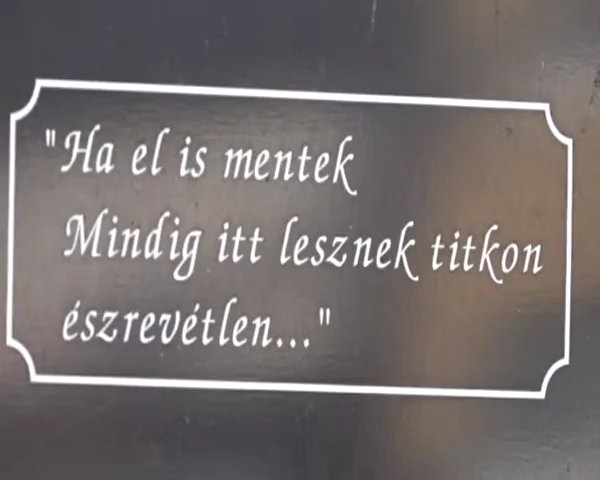 "Ha el is mentek
Mindig itt lesznek titkon
észrevétlen..."